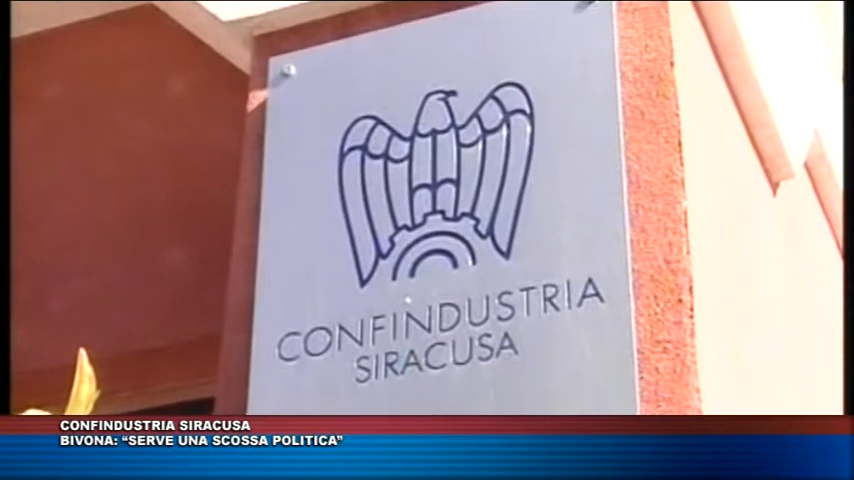 CONFINDUSTRIA
SIRACUSA
CONFINDUSTRIA SIRACUSA
BIVONA: “SERVE UNA SCOSSA POLITICA”